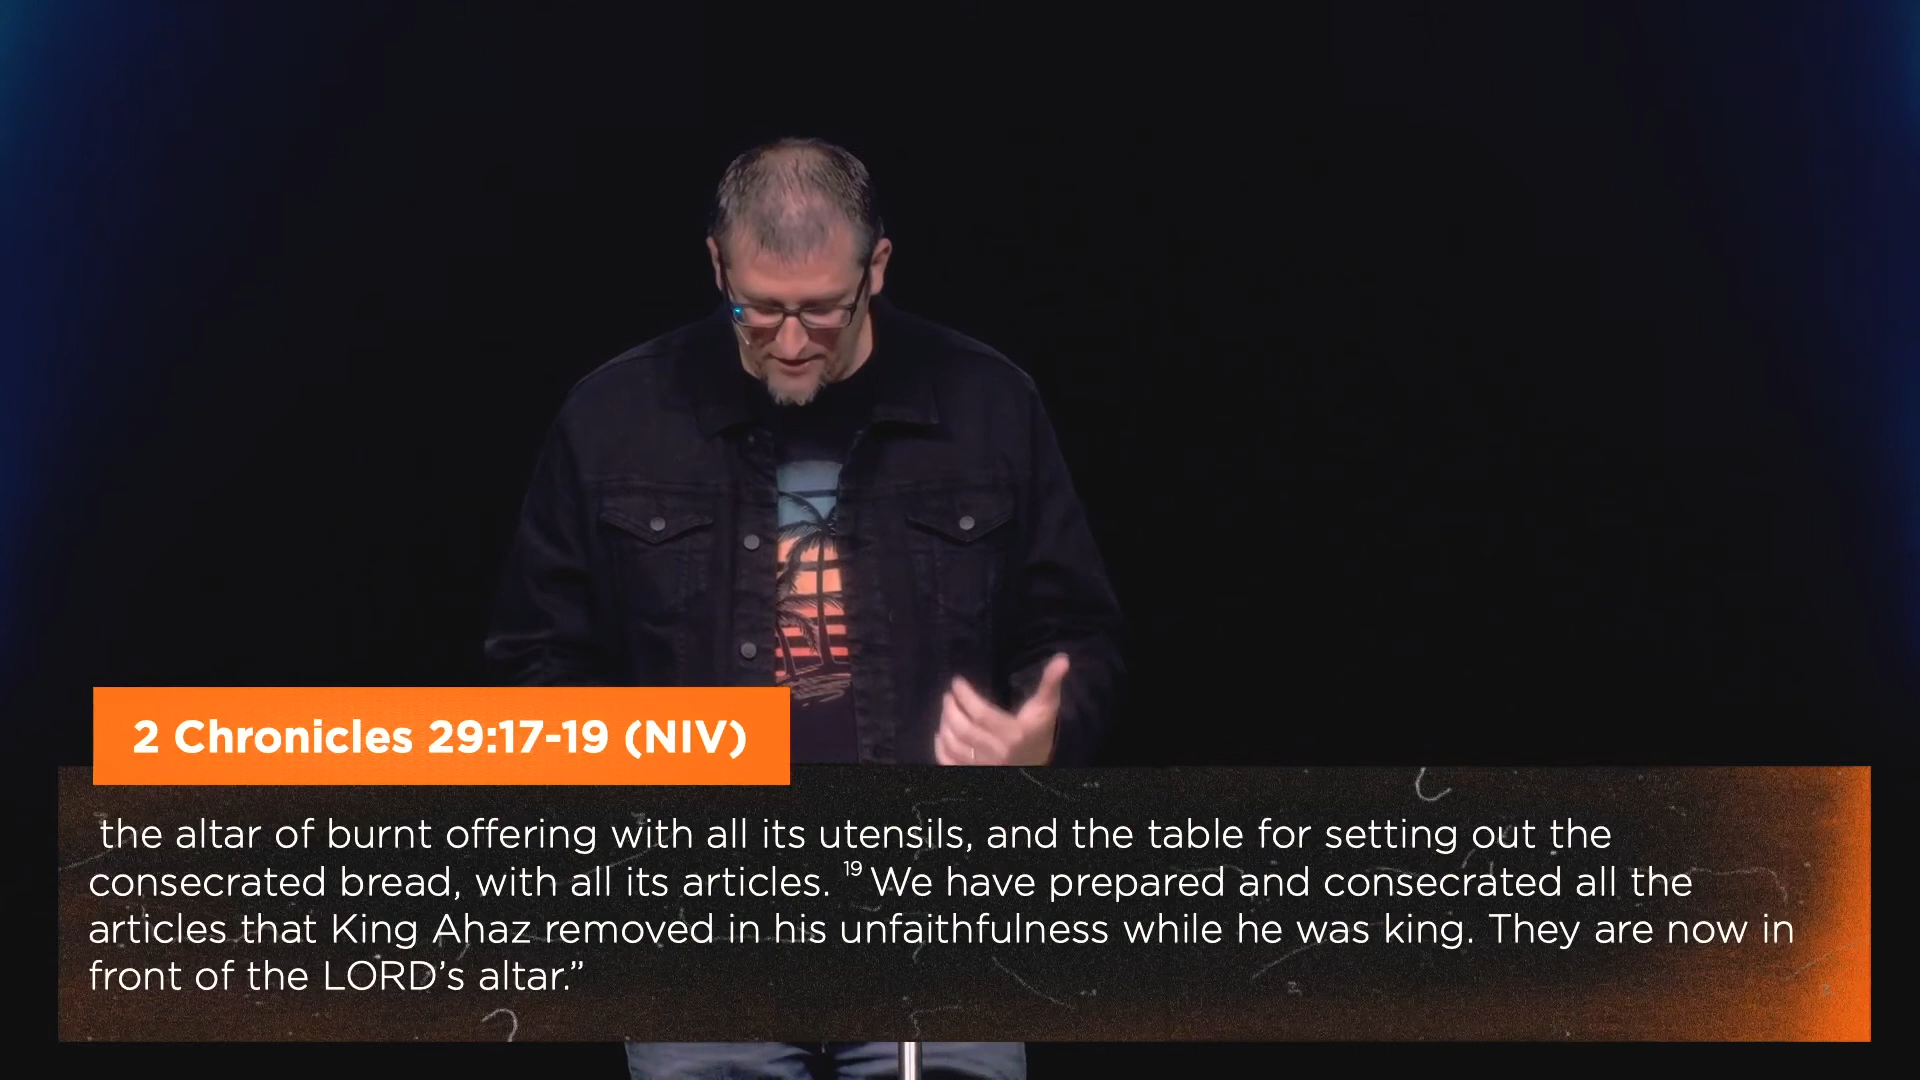 2 Chronicles 29:17-19 (NIV)
the altar of burnt offering with all its utensils, and the table for setting out the
consecrated bread, with all its articles. 19 We have prepared and consecrated all the
articles that King Ahaz removed in his unfaithfulness while he was king. They are now in
front of the LORD’s altar.”